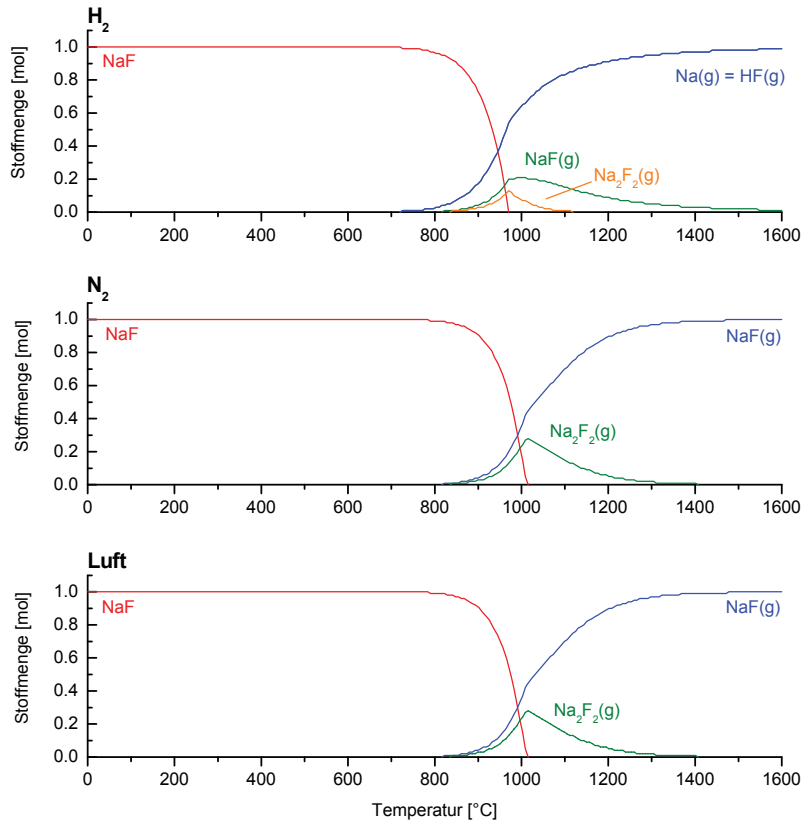 H₂
Stoffmenge [mol]
1.0
0.8
0.6
0.4
0.2
0.0
NaF
Na(g) = HF(g)
NaF(g)
Na₂F₂(g)
0 200 400 600 800 1000 1200 1400 1600
N₂
Stoffmenge [mol]
1.0
0.8
0.6
0.4
0.2
0.0
NaF
NaF(g)
Na₂F₂(g)
0 200 400 600 800 1000 1200 1400 1600
Luft
Stoffmenge [mol]
1.0
0.8
0.6
0.4
0.2
0.0
NaF
NaF(g)
Na₂F₂(g)
0 200 400 600 800 1000 1200 1400 1600
Temperatur [°C]